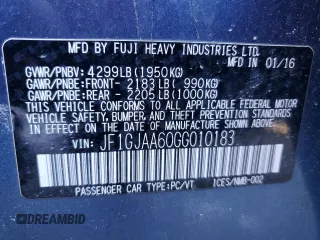 MFD BY FUJI HEAVY INDUSTRIES LTD.
MFD IN 01/16
GVWR/PNBV: 4299LB (1950KG)
GAWR/PNBE: FRONT- 2183LB ( 990KG)
GAWR/PNBE: REAR - 2205LB (1000KG)
THIS VEHICLE CONFORMS TO ALL APPLICABLE FEDERAL MOTOR
VEHICLE SAFETY, BUMPER, AND THEFT PREVENTION STANDARDS
IN EFFECT ON THE DATE OF MANUFACTURE SHOWN ABOVE.
VIN: JF1GJAA60GG010183
PASSENGER CAR TYPE:PC/VT
ICES/NMB-002
DREAMBID